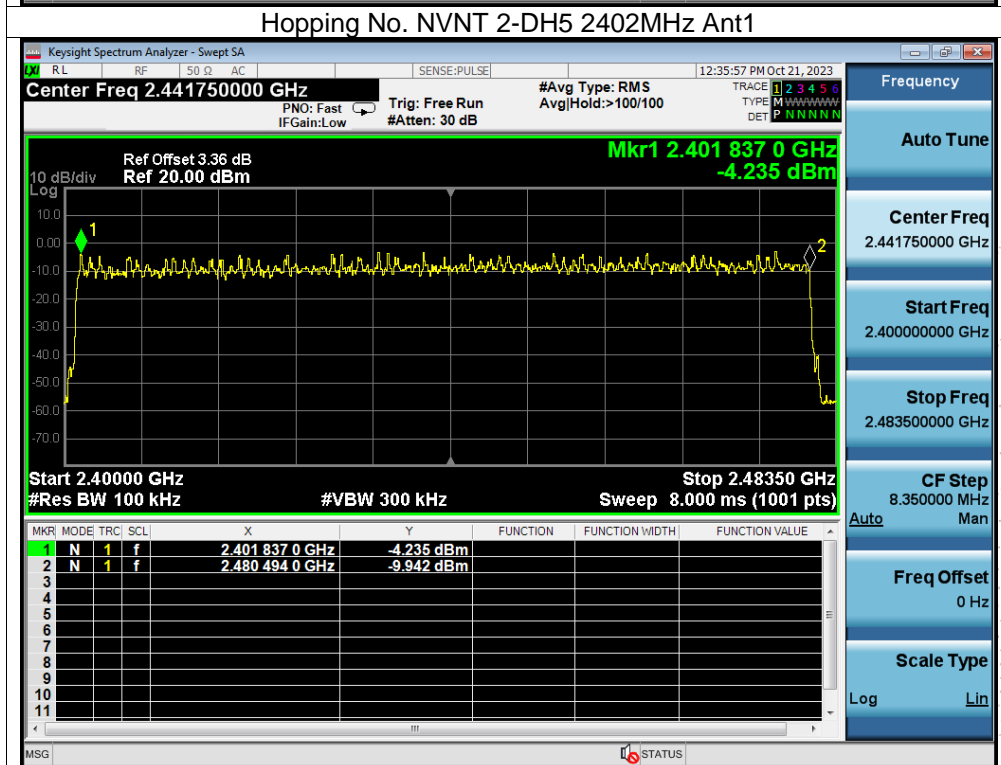 Hopping No. NVNT 2-DH5 2402MHz Ant1
Keysight Spectrum Analyzer - Swept SA
LXI RL RF 50 Ω AC SENSE:PULSE 12:35:57 PM Oct 21, 2023
Center Freq 2.441750000 GHz #Avg Type: RMS TRACE 1 2 3 4 5 6
PNO: Fast Trig: Free Run Avg|Hold:>100/100 TYPE M WWWWW
IFGain:Low #Atten: 30 dB DET P N N N N N
Ref Offset 3.36 dB Mkr1 2.401 837 0 GHz
10 dB/div Ref 20.00 dBm -4.235 dBm
Log
10.0
1
0.00
2
-10.0
-20.0
-30.0
-40.0
-50.0
-60.0
-70.0
Start 2.40000 GHz Stop 2.48350 GHz
#Res BW 100 kHz #VBW 300 kHz Sweep 8.000 ms (1001 pts)
MKR MODE TRC SCL X Y FUNCTION FUNCTION WIDTH FUNCTION VALUE
1 N 1 f 2.401 837 0 GHz -4.235 dBm
2 N 1 f 2.480 494 0 GHz -9.942 dBm
3
4
5
6
7
8
9
10
11
MSG STATUS
Frequency
Auto Tune
Center Freq
2.441750000 GHz
Start Freq
2.400000000 GHz
Stop Freq
2.483500000 GHz
CF Step
8.350000 MHz
Auto Man
Freq Offset
0 Hz
Scale Type
Log Lin